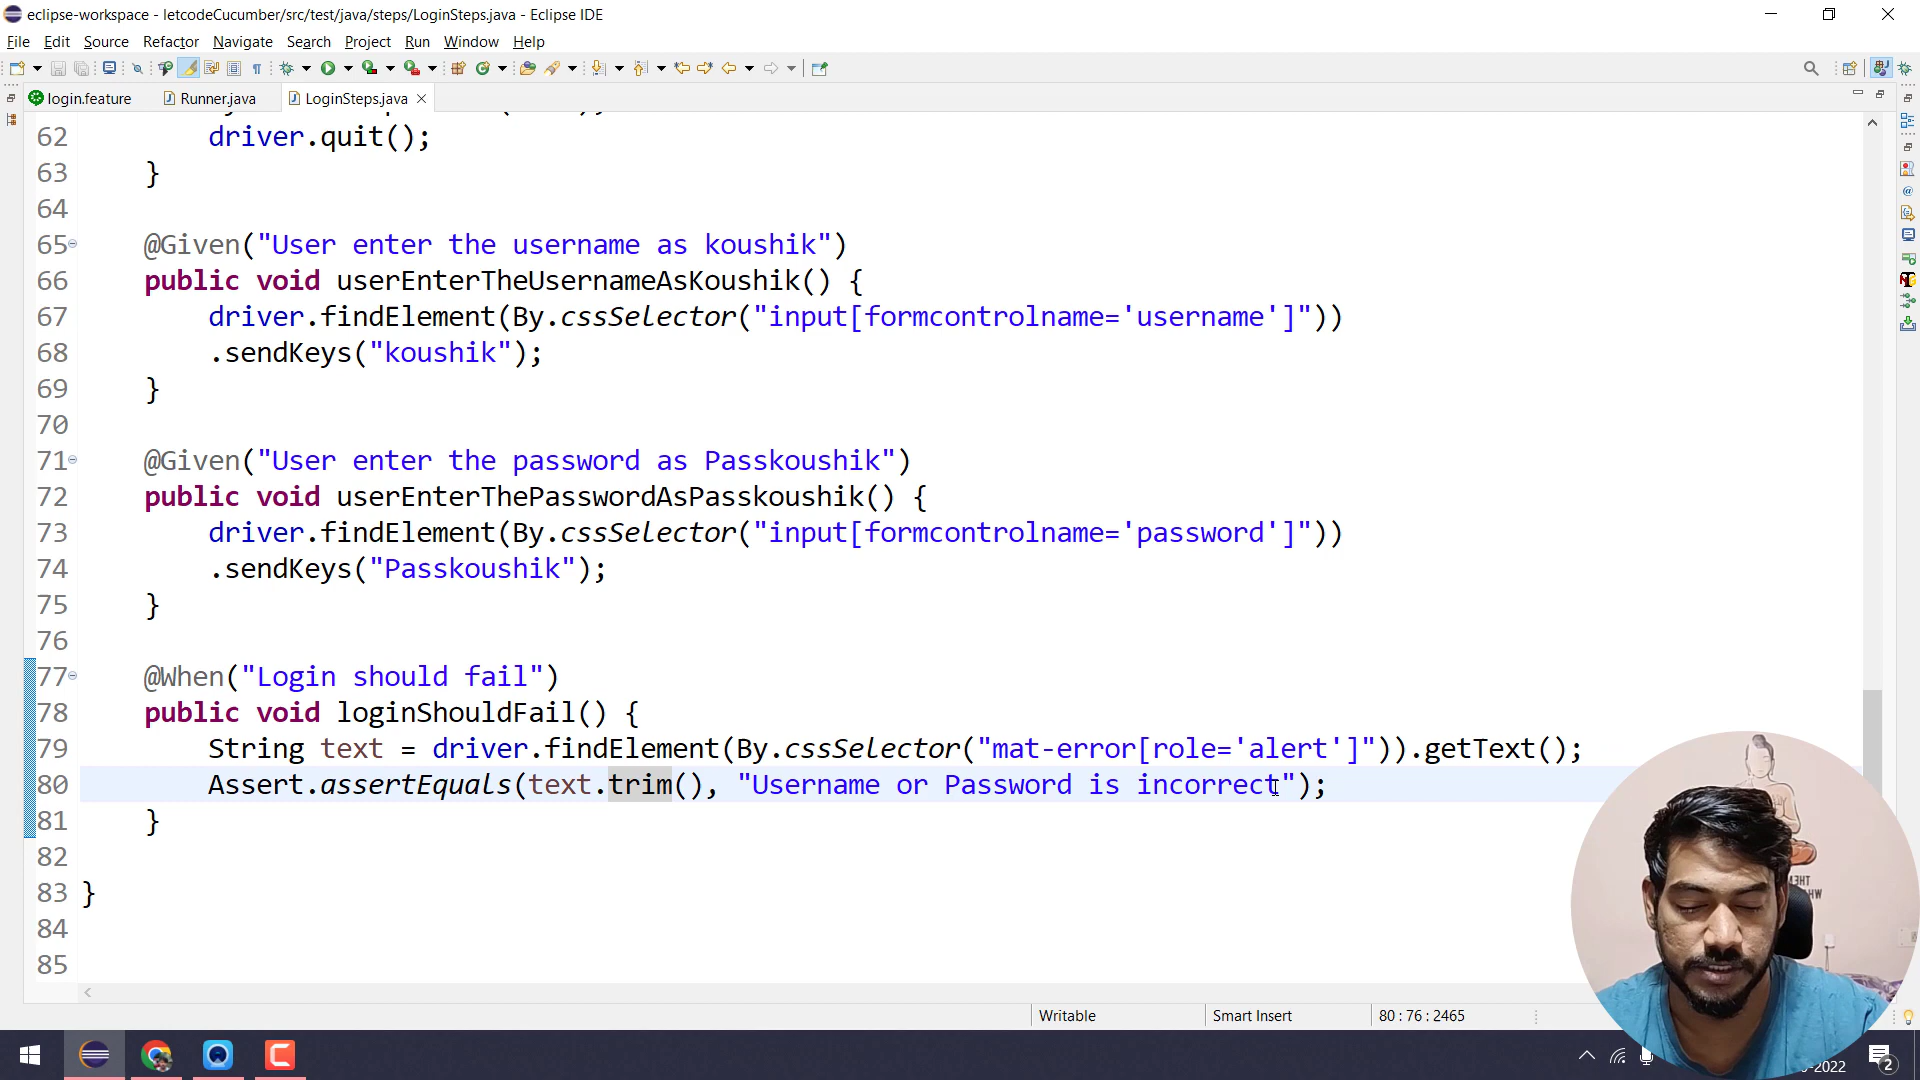 eclipse-workspace - letcodeCucumber/src/test/java/steps/LoginSteps.java - Eclipse IDE
File Edit Source Refactor Navigate Search Project Run Window Help
login.feature Runner.java LoginSteps.java
62 driver.quit();
63 }
64
65 @Given("User enter the username as koushik")
66 public void userEnterTheUsernameAsKoushik() {
67 driver.findElement(By.cssSelector("input[formcontrolname='username']"))
68 .sendKeys("koushik");
69 }
70
71 @Given("User enter the password as Passkoushik")
72 public void userEnterThePasswordAsPasskoushik() {
73 driver.findElement(By.cssSelector("input[formcontrolname='password']"))
74 .sendKeys("Passkoushik");
75 }
76
77 @When("Login should fail")
78 public void loginShouldFail() {
79 String text = driver.findElement(By.cssSelector("mat-error[role='alert']")).getText();
80 Assert.assertEquals(text.trim(), "Username or Password is incorrect");
81 }
82
83 }
84
85
Writable Smart Insert 80 : 76 : 2465
-2022 2